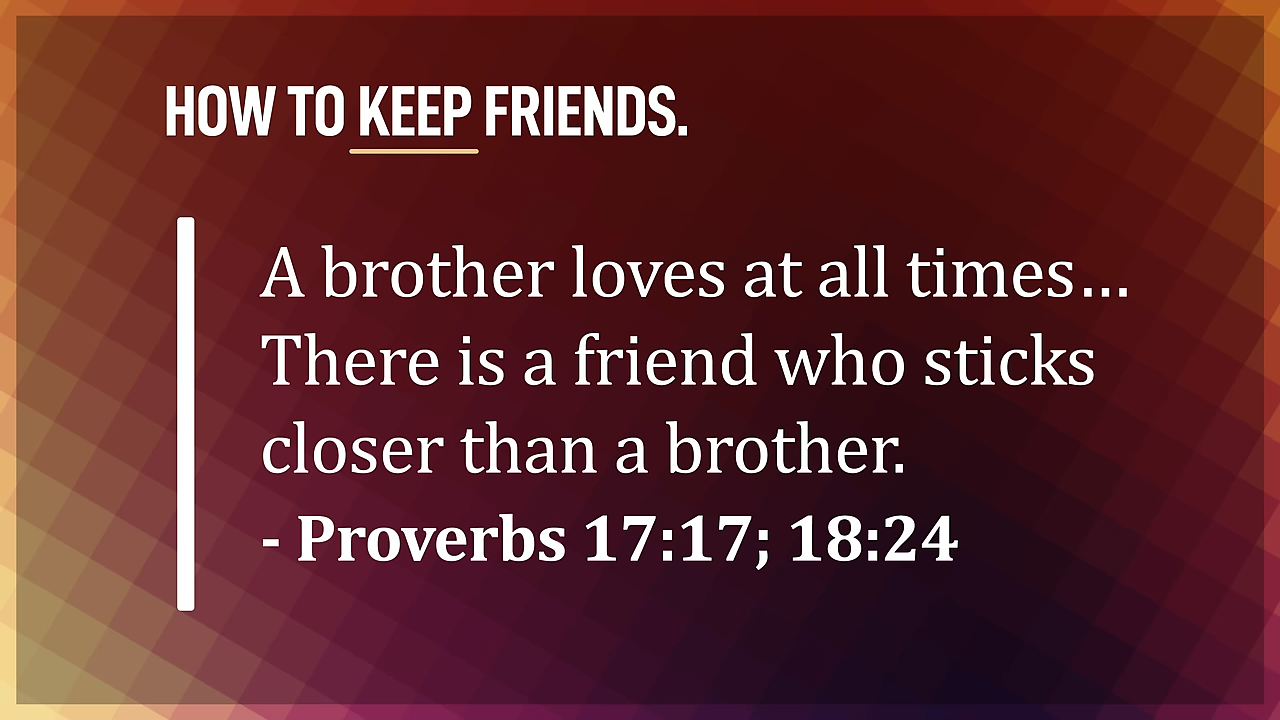 HOW TO KEEP FRIENDS.
A brother loves at all times…
There is a friend who sticks
closer than a brother.
- Proverbs 17:17; 18:24